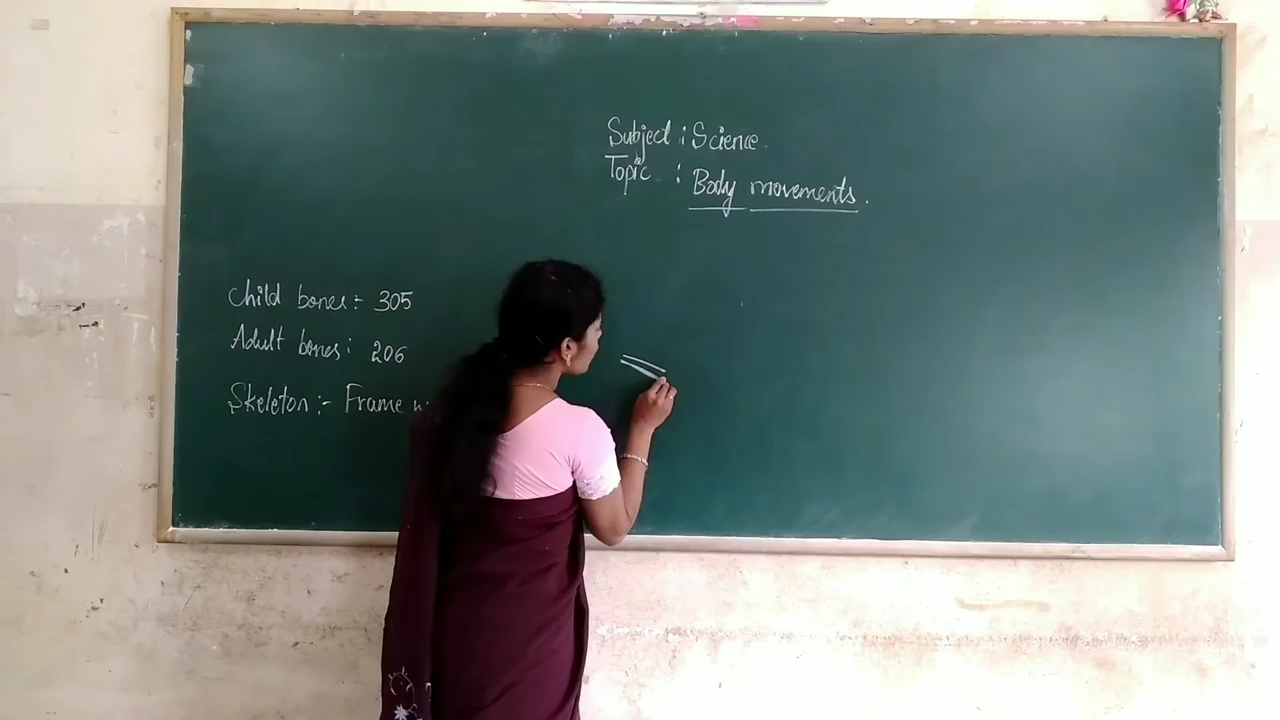 Subject : Science.
Topic : Body movements.
Child bones :- 305
Adult bones : 206
Skeleton :- Frame